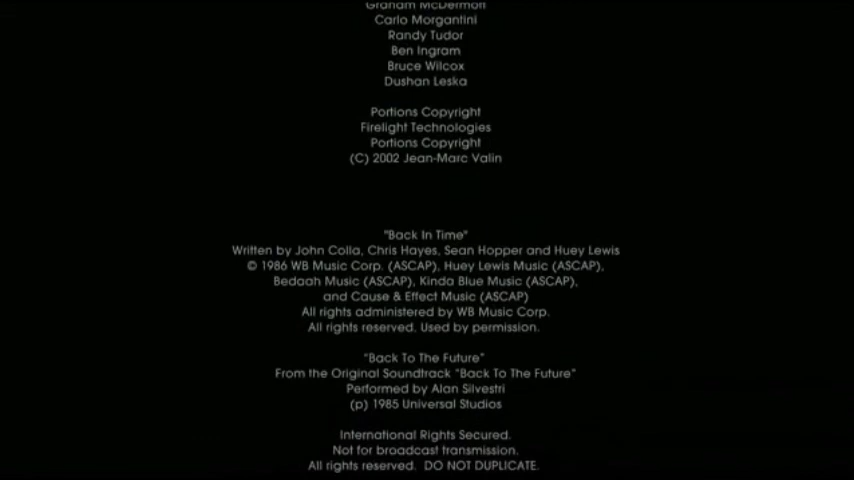 Graham McDermott
Carlo Morgantini
Randy Tudor
Ben Ingram
Bruce Wilcox
Dushan Leska
Portions Copyright
Firelight Technologies
Portions Copyright
(C) 2002 Jean-Marc Valin
"Back In Time"
Written by John Colla, Chris Hayes, Sean Hopper and Huey Lewis
© 1986 WB Music Corp. (ASCAP), Huey Lewis Music (ASCAP),
Bedaah Music (ASCAP), Kinda Blue Music (ASCAP),
and Cause & Effect Music (ASCAP)
All rights administered by WB Music Corp.
All rights reserved. Used by permission.
"Back To The Future"
From the Original Soundtrack "Back To The Future"
Performed by Alan Silvestri
(p) 1985 Universal Studios
International Rights Secured.
Not for broadcast transmission.
All rights reserved. DO NOT DUPLICATE.